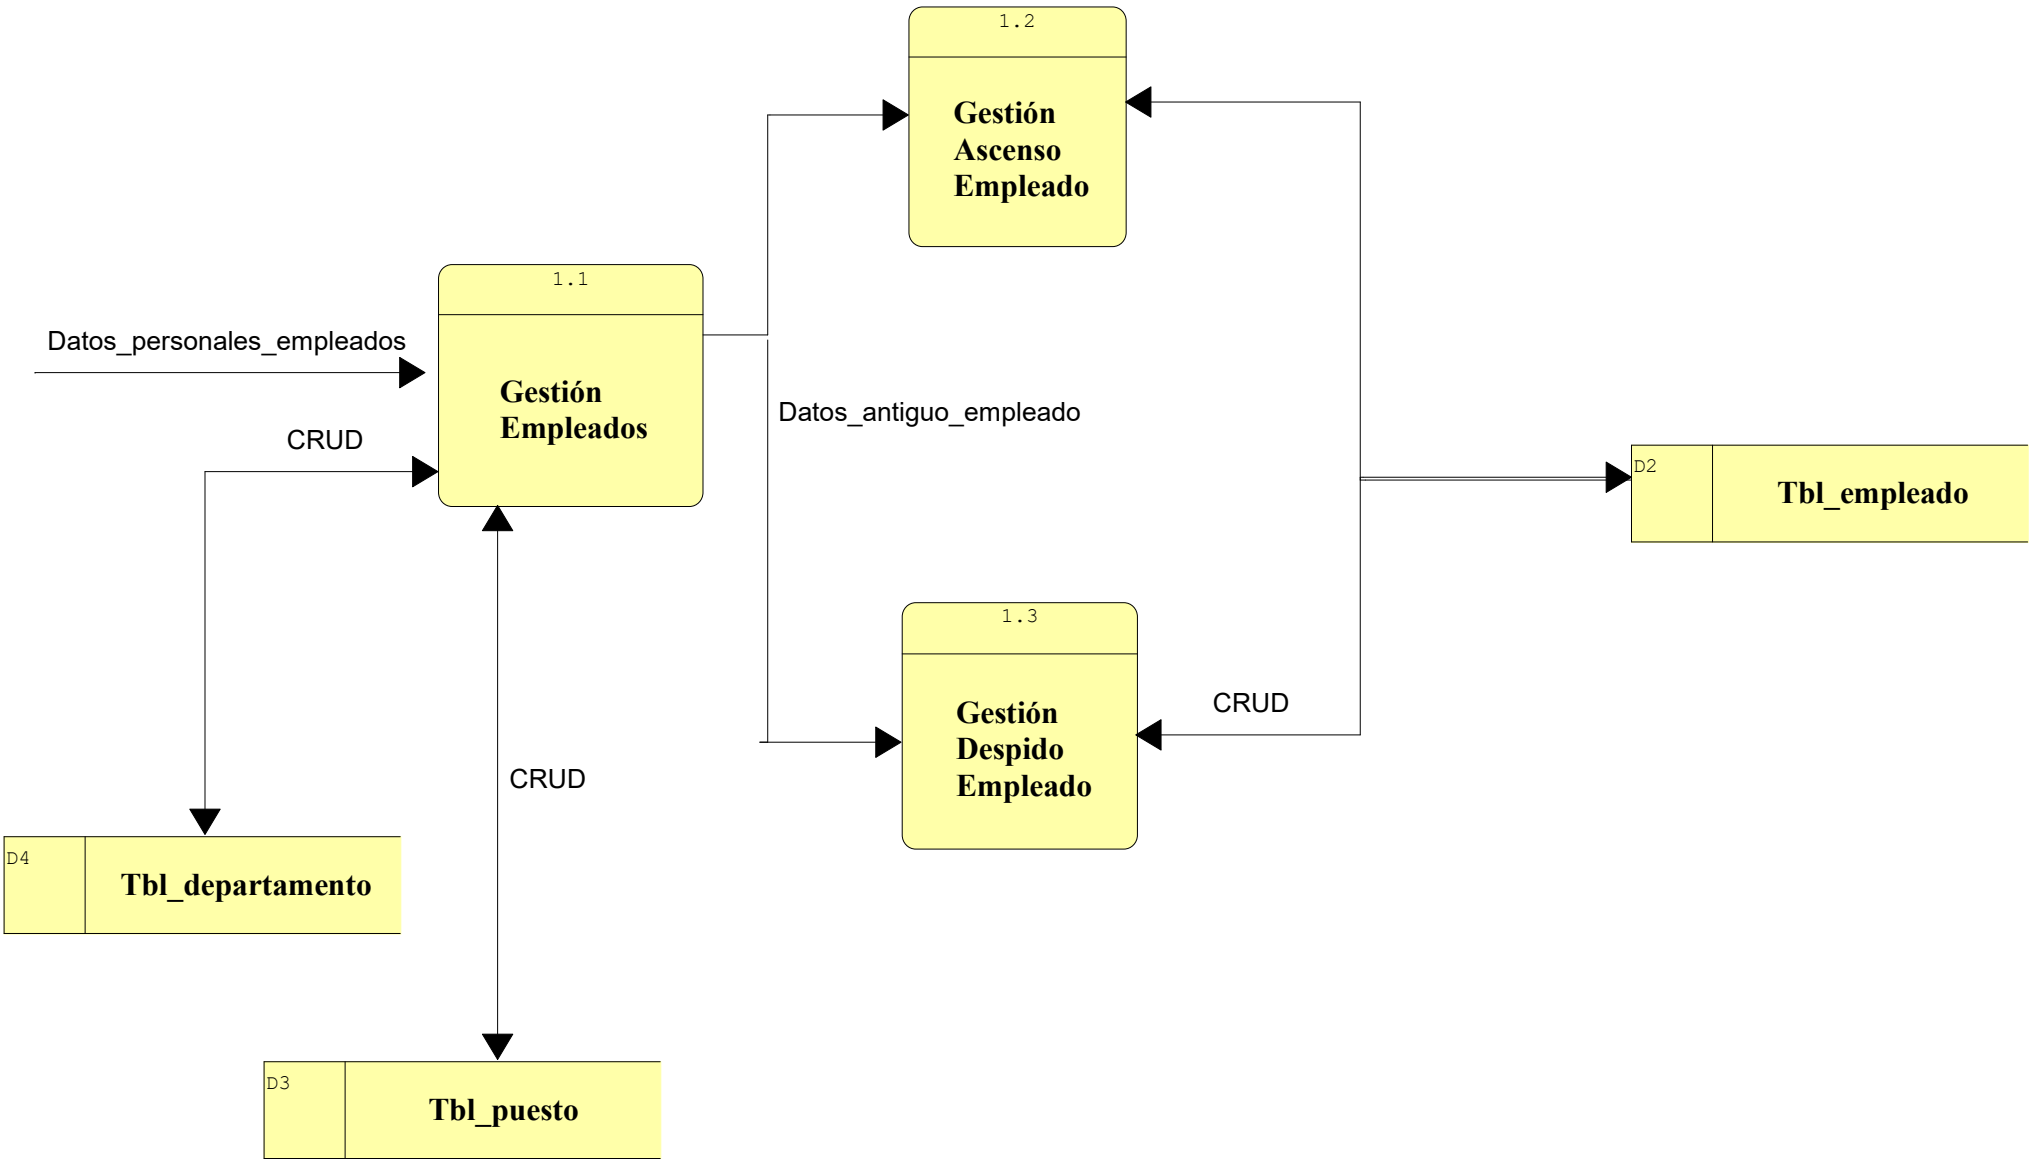 1.2
Gestión
Ascenso
Empleado
1.1
Datos_personales_empleados
Gestión
Empleados
Datos_antiguo_empleado
CRUD
D2
Tbl_empleado
1.3
Gestión
Despido
Empleado
CRUD
CRUD
D4
Tbl_departamento
D3
Tbl_puesto